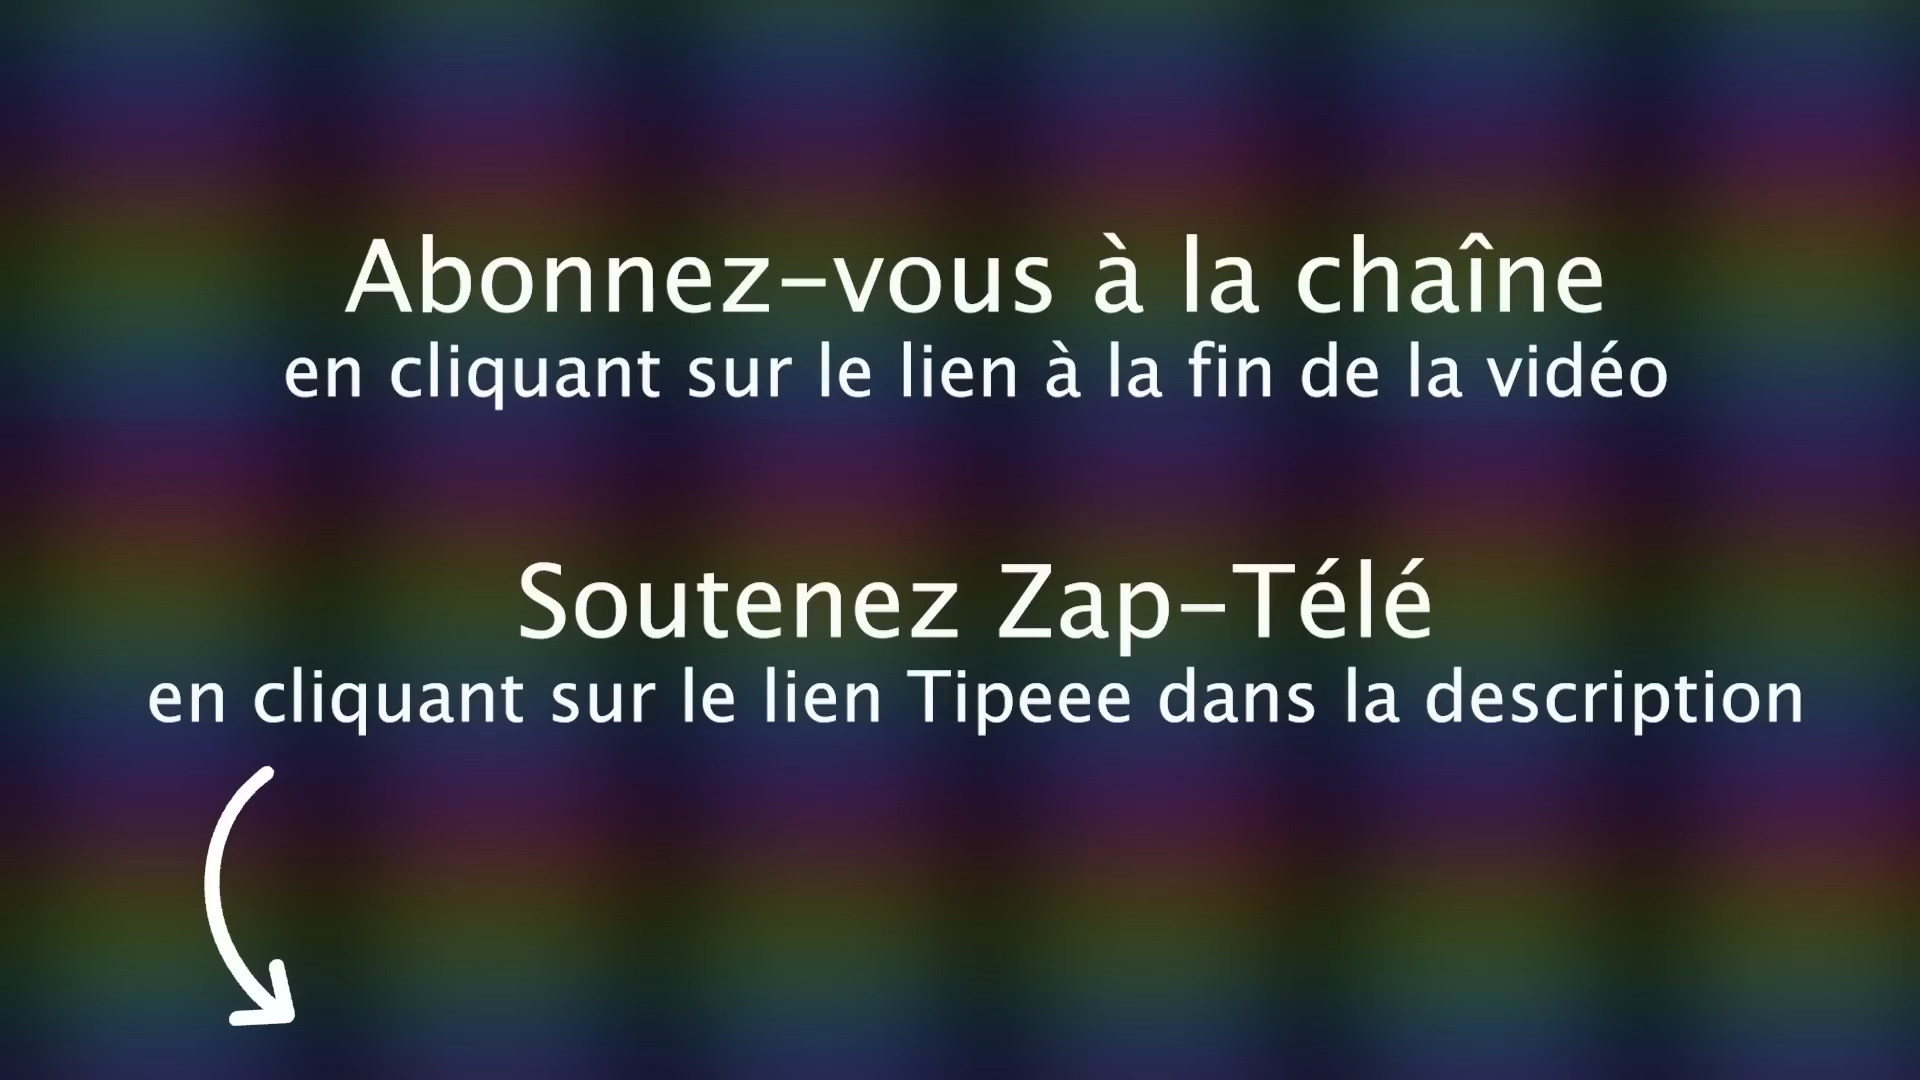 Abonnez-vous à la chaîne
en cliquant sur le lien à la fin de la vidéo
Soutenez Zap-Télé
en cliquant sur le lien Tipeee dans la description